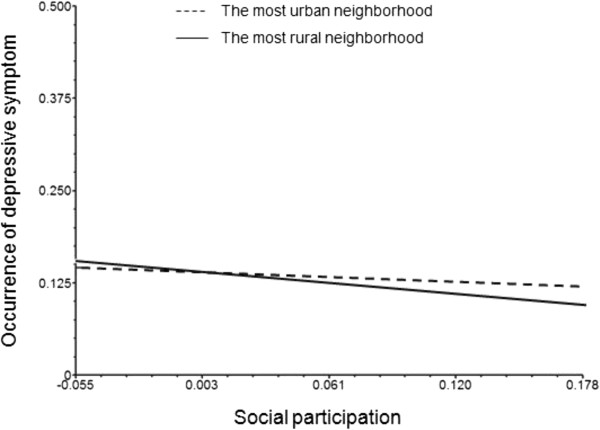 The most urban neighborhood
The most rural neighborhood
Occurrence of depressive symptom
0.500
0.375
0.250
0.125
0
-0.055 0.003 0.061 0.120 0.178
Social participation